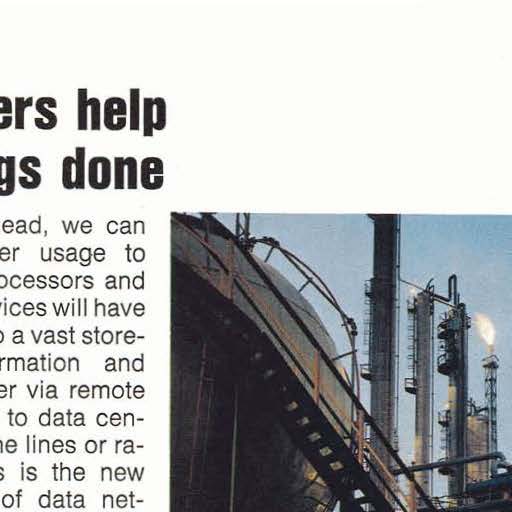 ers help
gs done
ead, we can
er usage to
ocessors and
vices will have
o a vast store-
rmation and
er via remote
to data cen-
ne lines or ra-
s is the new
of data net-